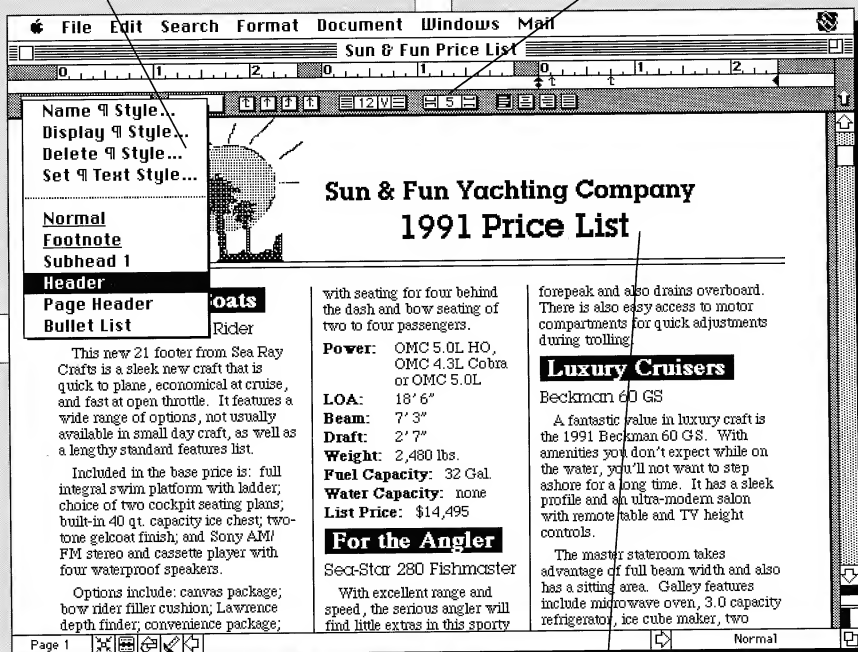 File Edit Search Format Document Windows Mail
Sun & Fun Price List
0 1 2 0 1 0 1 2
12 5
Name ¶ Style...
Display ¶ Style...
Delete ¶ Style...
Set ¶ Text Style...
Normal
Footnote
Subhead 1
Header
Page Header
Bullet List
Sun & Fun Yachting Company
1991 Price List
oats
Rider
This new 21 footer from Sea Ray
Crafts is a sleek new craft that is
quick to plane, economical at cruise,
and fast at open throttle. It features a
wide range of options, not usually
available in small day craft, as well as
a lengthy standard features list.
Included in the base price is: full
integral swim platform with ladder;
choice of two cockpit seating plans;
built-in 40 qt. capacity ice chest; two-
tone gelcoat finish; and Sony AM/
FM stereo and cassette player with
four waterproof speakers.
Options include: canvas package;
bow rider filler cushion; Lawrence
depth finder; convenience package;
with seating for four behind
the dash and bow seating of
two to four passengers.
Power: OMC 5.0L HO,
OMC 4.3L Cobra
or OMC 5.0L
LOA: 18' 6"
Beam: 7' 3"
Draft: 2' 7"
Weight: 2,480 lbs.
Fuel Capacity: 32 Gal.
Water Capacity: none
List Price: $14,495
For the Angler
Sea-Star 280 Fishmaster
With excellent range and
speed, the serious angler will
find little extras in this sporty
forepeak and also drains overboard.
There is also easy access to motor
compartments for quick adjustments
during trolling.
Luxury Cruisers
Beckman 60 GS
A fantastic value in luxury craft is
the 1991 Beckman 60 GS. With
amenities you don't expect while on
the water, you'll not want to step
ashore for a long time. It has a sleek
profile and an ultra-modern salon
with remote table and TV height
controls.
The master stateroom takes
advantage of full beam width and also
has a sitting area. Galley features
include microwave oven, 3.0 capacity
refrigerator, ice cube maker, two
Page 1
Normal